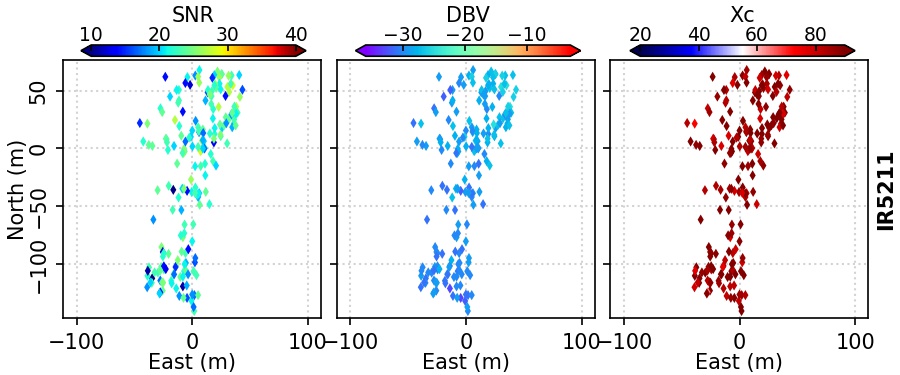 SNR DBV Xc
10 20 30 40 −30 −20 −10 20 40 60 80
50
0
−50
−100
North (m)
IR5211
−100 0 100 −100 0 100 −100 0 100
East (m) East (m) East (m)